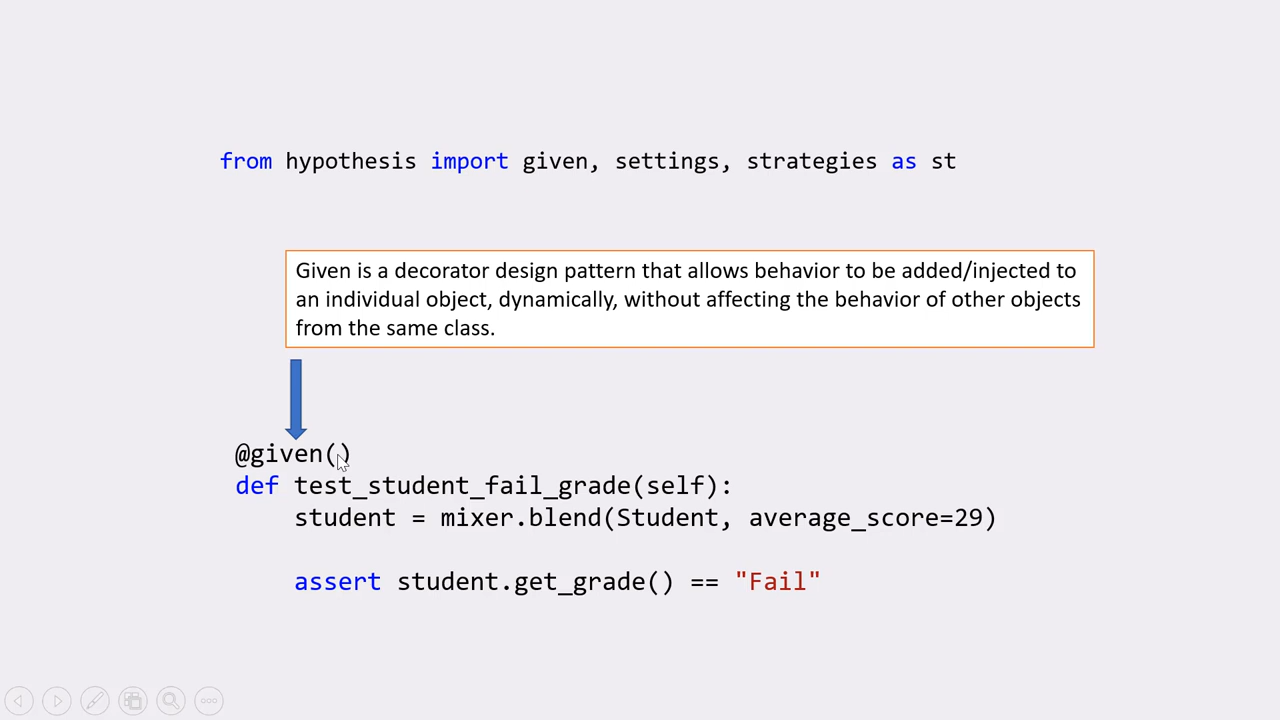 from hypothesis import given, settings, strategies as st
Given is a decorator design pattern that allows behavior to be added/injected to
an individual object, dynamically, without affecting the behavior of other objects
from the same class.
@given()
def test_student_fail_grade(self):
student = mixer.blend(Student, average_score=29)
assert student.get_grade() == "Fail"